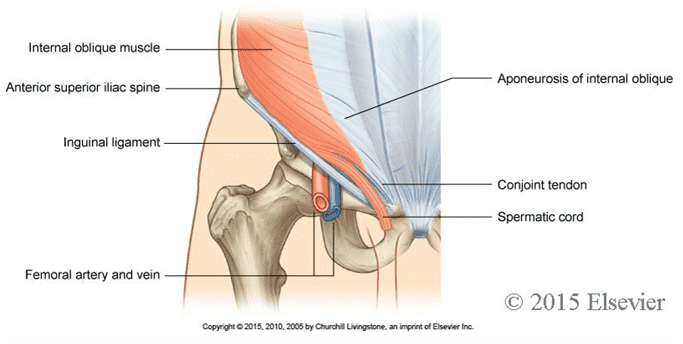 Internal oblique muscle
Anterior superior iliac spine
Inguinal ligament
Femoral artery and vein
Aponeurosis of internal oblique
Conjoint tendon
Spermatic cord
© 2015 Elsevier
Copyright © 2015, 2010, 2005 by Churchill Livingstone, an imprint of Elsevier Inc.